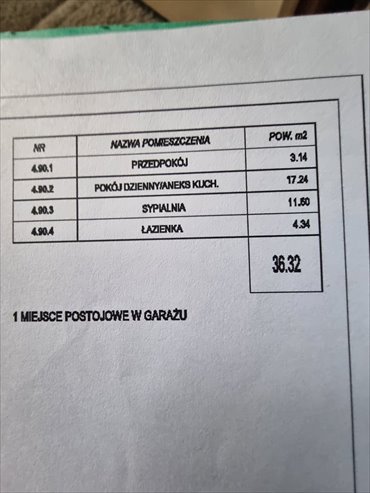 NR NAZWA POMIESZCZENIA POW. m2
4.90.1 PRZEDPOKÓJ 3.14
4.90.2 POKÓJ DZIENNY/ANEKS KUCH. 17.24
4.90.3 SYPIALNIA 11.60
4.90.4 ŁAZIENKA 4.34
36.32
1 MIEJSCE POSTOJOWE W GARAŻU